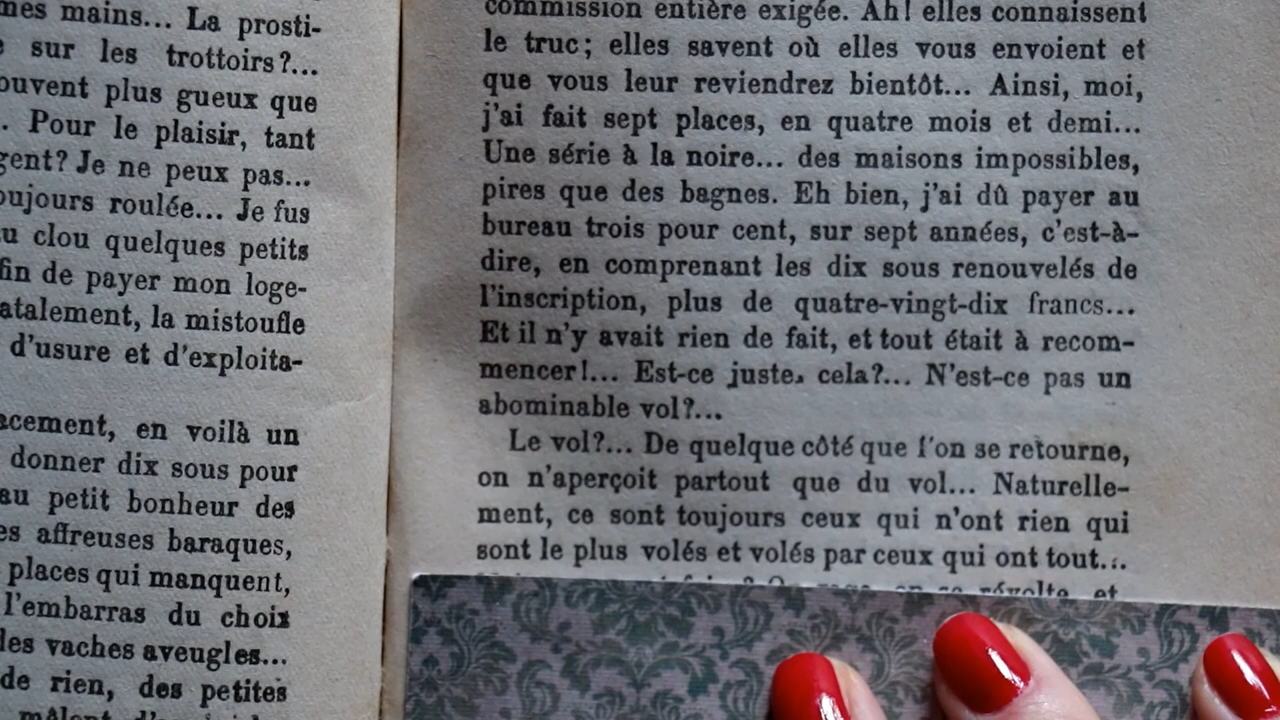 mes mains... La prosti-
sur les trottoirs?...
ouvent plus gueux que
. Pour le plaisir, tant
gent? Je ne peux pas...
oujours roulée... Je fus
u clou quelques petits
fin de payer mon loge-
atalement, la mistoufle
d'usure et d'exploita-
acement, en voilà un
donner dix sous pour
au petit bonheur des
es affreuses baraques,
places qui manquent,
l'embarras du choix
les vaches aveugles...
de rien, des petites
commission entière exigée. Ah! elles connaissent
le truc; elles savent où elles vous envoient et
que vous leur reviendrez bientôt... Ainsi, moi,
j'ai fait sept places, en quatre mois et demi...
Une série à la noire... des maisons impossibles,
pires que des bagnes. Eh bien, j'ai dû payer au
bureau trois pour cent, sur sept années, c'est-à-
dire, en comprenant les dix sous renouvelés de
l'inscription, plus de quatre-vingt-dix francs...
Et il n'y avait rien de fait, et tout était à recom-
mencer!... Est-ce juste, cela?... N'est-ce pas un
abominable vol?...
Le vol?... De quelque côté que l'on se retourne,
on n'aperçoit partout que du vol... Naturelle-
ment, ce sont toujours ceux qui n'ont rien qui
sont le plus volés et volés par ceux qui ont tout...
révolte et